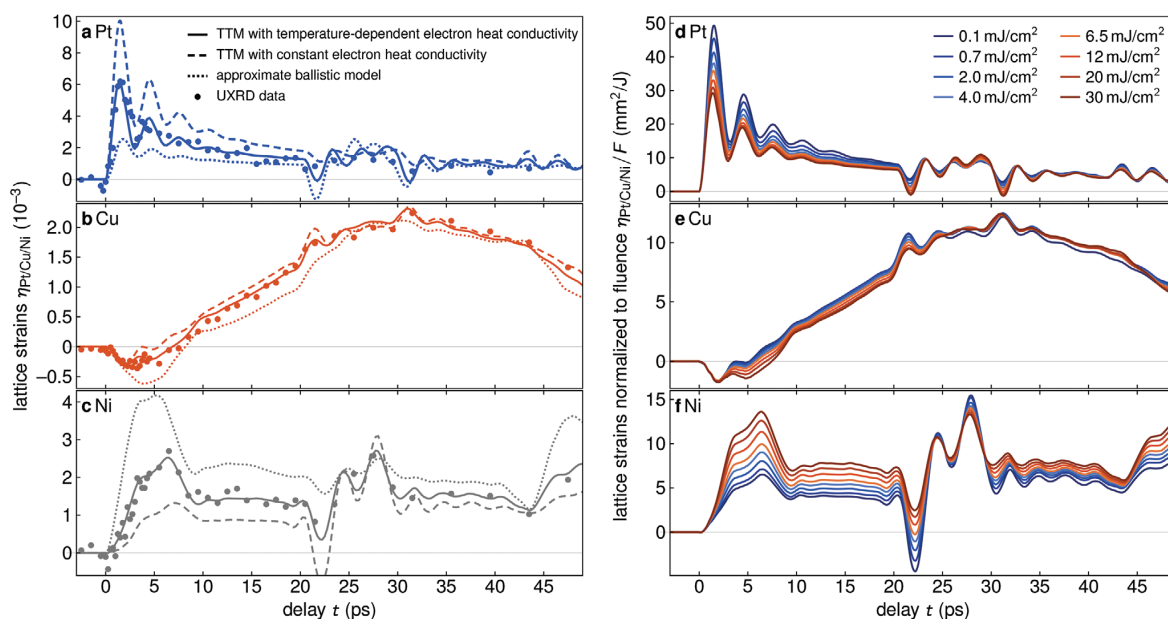 a Pt
TTM with temperature-dependent electron heat conductivity
TTM with constant electron heat conductivity
approximate ballistic model
UXRD data
10
8
6
4
2
0
b Cu
2.0
1.5
1.0
0.5
0
−0.5
c Ni
4
3
2
1
0
lattice strains ηPt/Cu/Ni (10⁻³)
0 5 10 15 20 25 30 35 40 45
delay t (ps)
d Pt
0.1 mJ/cm² 6.5 mJ/cm²
0.7 mJ/cm² 12 mJ/cm²
2.0 mJ/cm² 20 mJ/cm²
4.0 mJ/cm² 30 mJ/cm²
50
40
30
20
10
0
e Cu
10
5
0
f Ni
15
10
5
0
lattice strains normalized to fluence ηPt/Cu/Ni / F (mm²/J)
0 5 10 15 20 25 30 35 40 45
delay t (ps)